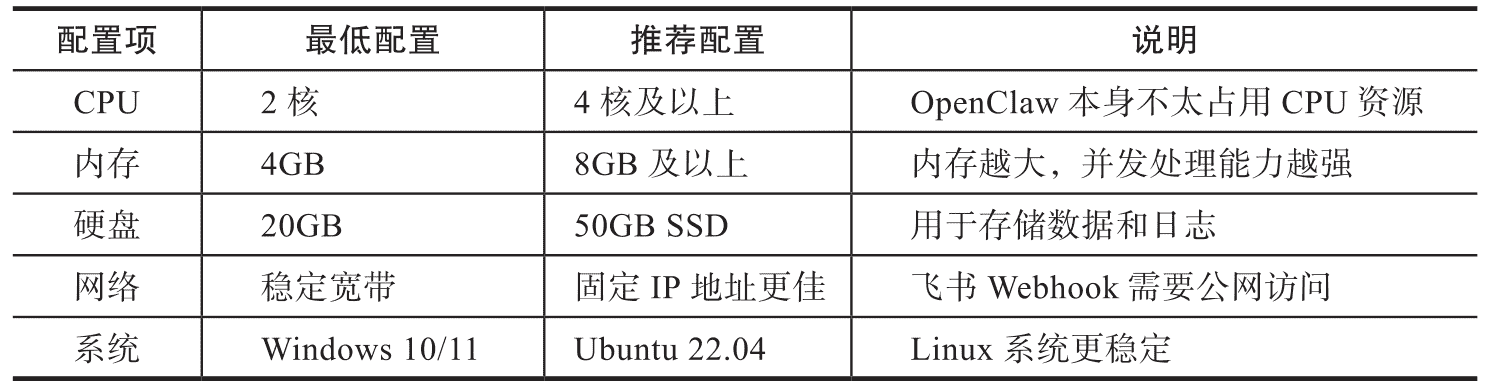 配置项 最低配置 推荐配置 说明
CPU 2 核 4 核及以上 OpenClaw 本身不太占用 CPU 资源
内存 4GB 8GB 及以上 内存越大，并发处理能力越强
硬盘 20GB 50GB SSD 用于存储数据和日志
网络 稳定宽带 固定 IP 地址更佳 飞书 Webhook 需要公网访问
系统 Windows 10/11 Ubuntu 22.04 Linux 系统更稳定